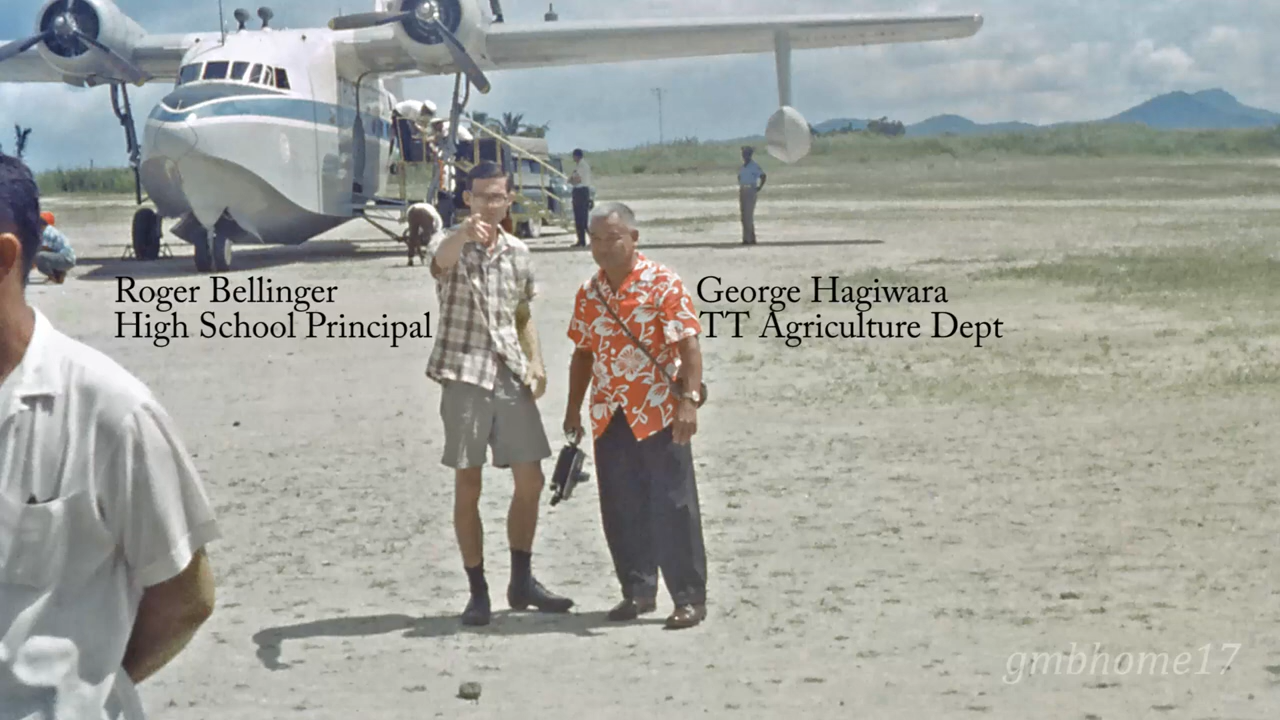 Roger Bellinger
High School Principal
George Hagiwara
TT Agriculture Dept
gmbhome17